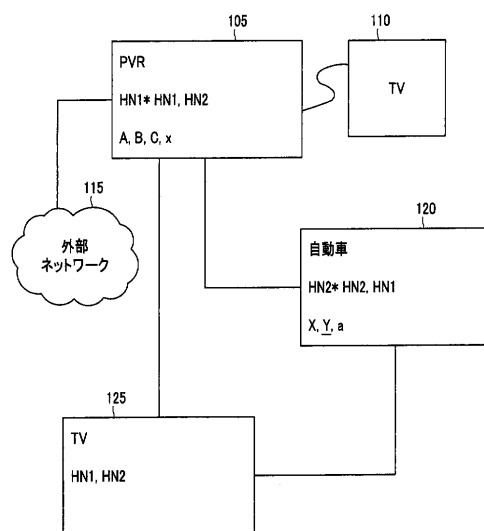 105
PVR
HN1* HN1, HN2
A, B, C, x
110
TV
115
外部
ネットワーク
120
自動車
HN2* HN2, HN1
X, Y, a
125
TV
HN1, HN2